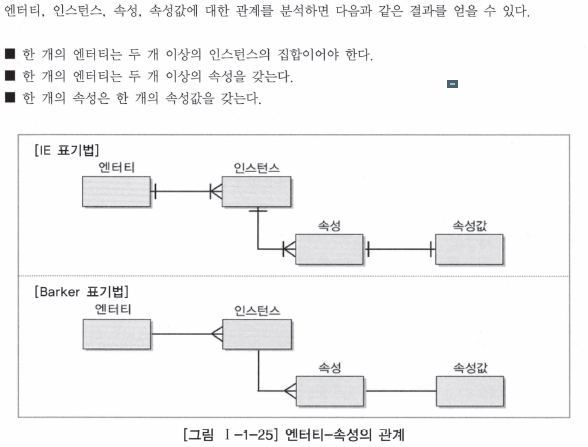 엔터티, 인스턴스, 속성, 속성값에 대한 관계를 분석하면 다음과 같은 결과를 얻을 수 있다.
■ 한 개의 엔터티는 두 개 이상의 인스턴스의 집합이어야 한다.
■ 한 개의 엔터티는 두 개 이상의 속성을 갖는다.
■ 한 개의 속성은 한 개의 속성값을 갖는다.
[IE 표기법]
엔터티 인스턴스
속성 속성값
[Barker 표기법]
엔터티 인스턴스
속성 속성값
[그림 Ⅰ-1-25] 엔터티-속성의 관계